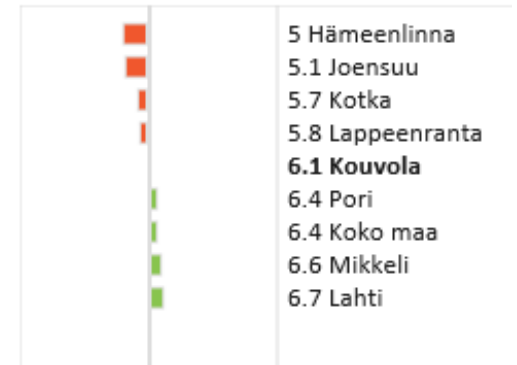 5 Hämeenlinna
5.1 Joensuu
5.7 Kotka
5.8 Lappeenranta
6.1 Kouvola
6.4 Pori
6.4 Koko maa
6.6 Mikkeli
6.7 Lahti